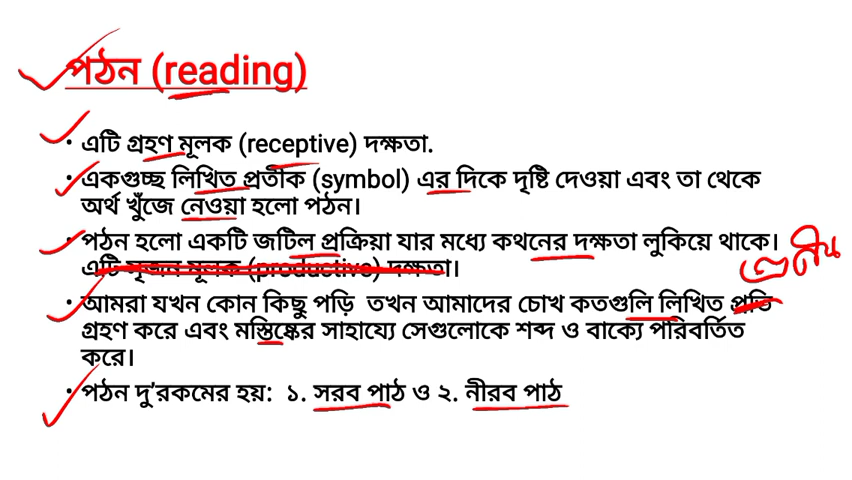 পঠন (reading)
• এটি গ্রহণ মূলক (receptive) দক্ষতা.
• একগুচ্ছ লিখিত প্রতীক (symbol) এর দিকে দৃষ্টি দেওয়া এবং তা থেকে
অর্থ খুঁজে নেওয়া হলো পঠন।
• পঠন হলো একটি জটিল প্রক্রিয়া যার মধ্যে কথনের দক্ষতা লুকিয়ে থাকে।
এটি সৃজন মূলক (productive) দক্ষতা।
• আমরা যখন কোন কিছু পড়ি তখন আমাদের চোখ কতগুলি লিখিত প্রতি
গ্রহণ করে এবং মস্তিষ্কের সাহায্যে সেগুলোকে শব্দ ও বাক্যে পরিবর্তিত
করে।
• পঠন দু'রকমের হয়: ১. সরব পাঠ ও ২. নীরব পাঠ